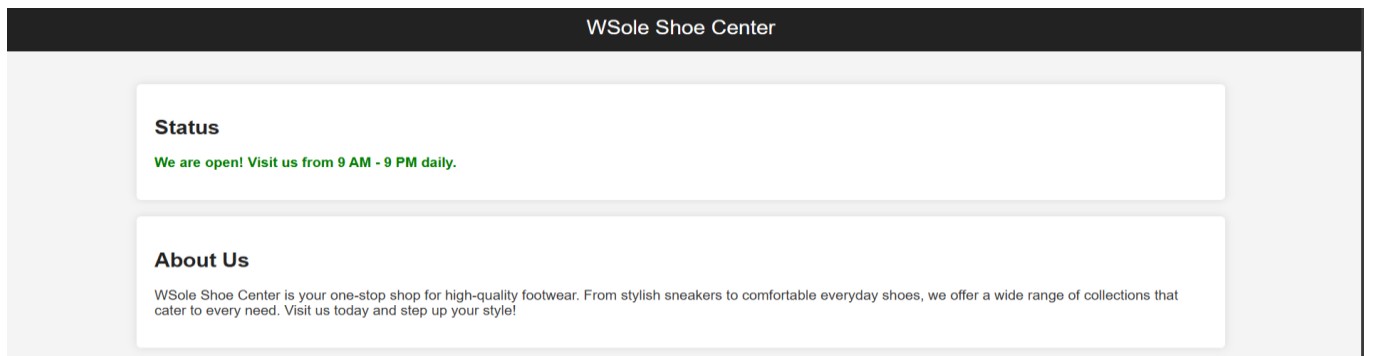 WSole Shoe Center
Status
We are open! Visit us from 9 AM - 9 PM daily.
About Us
WSole Shoe Center is your one-stop shop for high-quality footwear. From stylish sneakers to comfortable everyday shoes, we offer a wide range of collections that
cater to every need. Visit us today and step up your style!